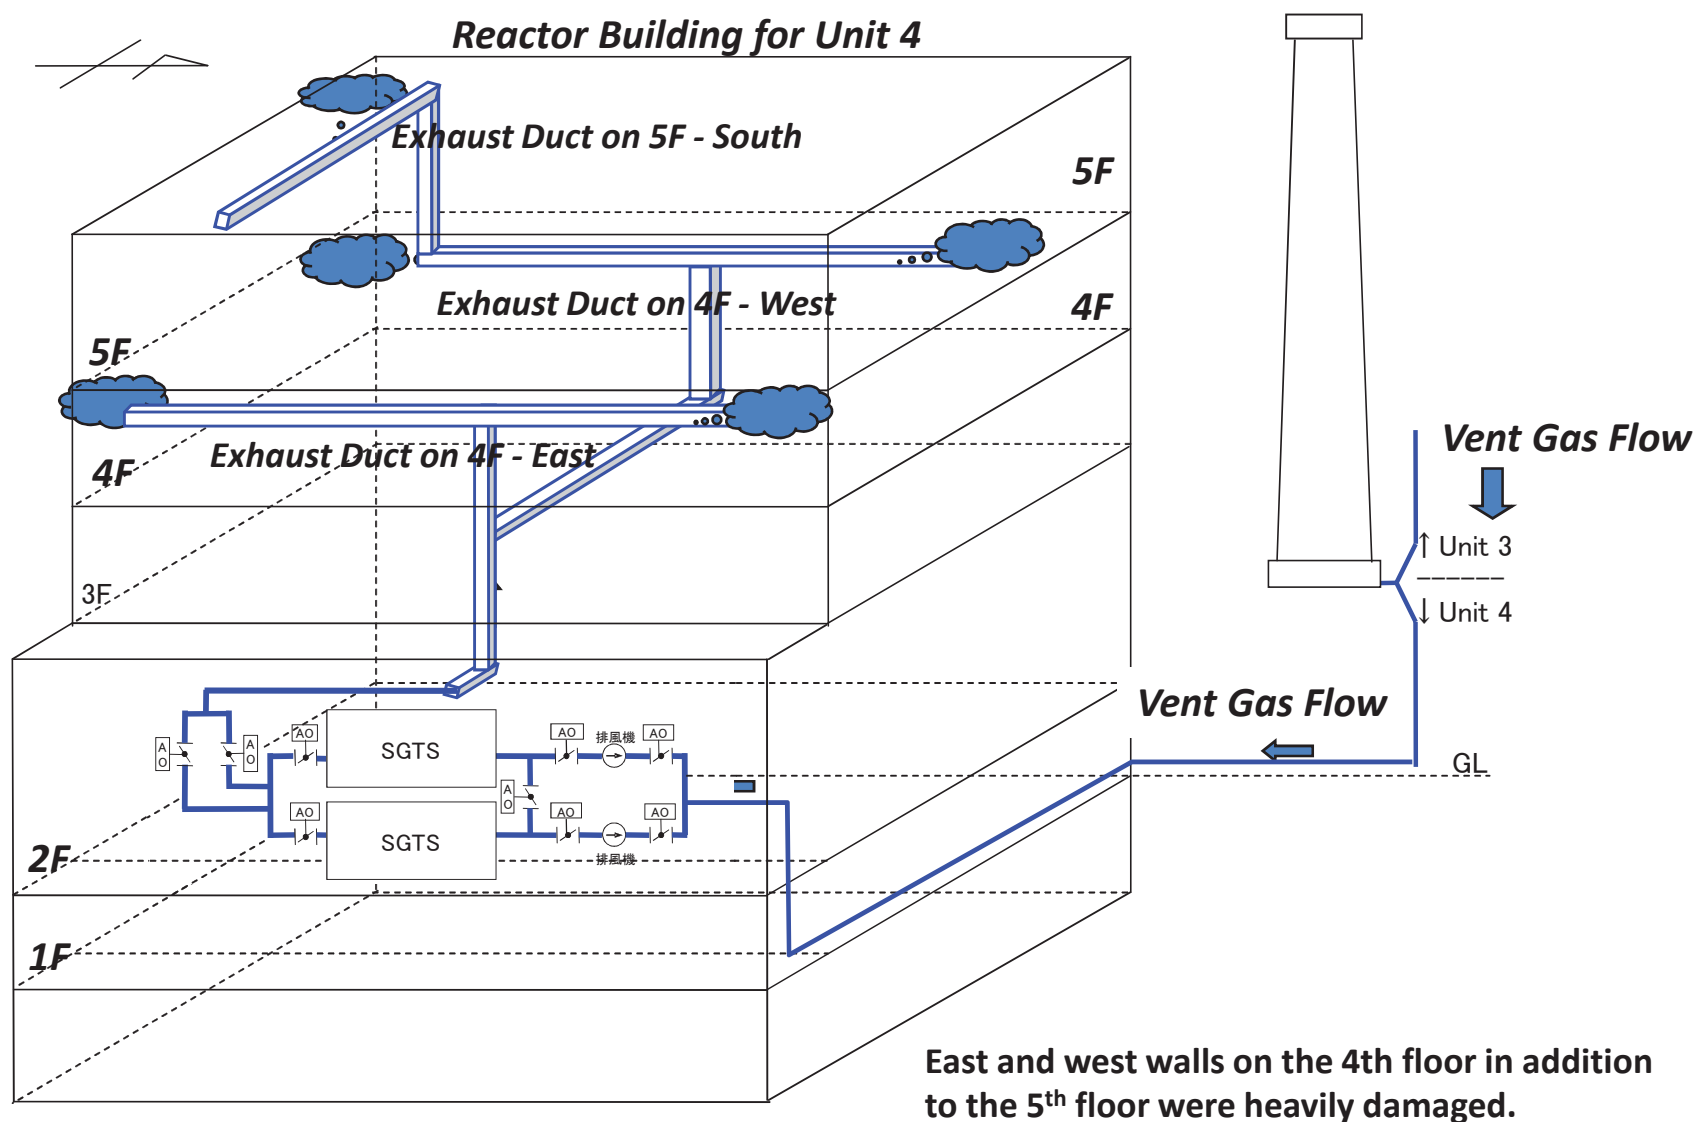 Reactor Building for Unit 4
Exhaust Duct on 5F - South
5F
Exhaust Duct on 4F - West
4F
5F
Exhaust Duct on 4F - East
4F
Vent Gas Flow
↑ Unit 3
3F
↓ Unit 4
Vent Gas Flow
AO
AO
AO
SGTS
AO
排風機
AO
GL
AO
AO
SGTS
AO
排風機
AO
2F
1F
East and west walls on the 4th floor in addition
to the 5th floor were heavily damaged.